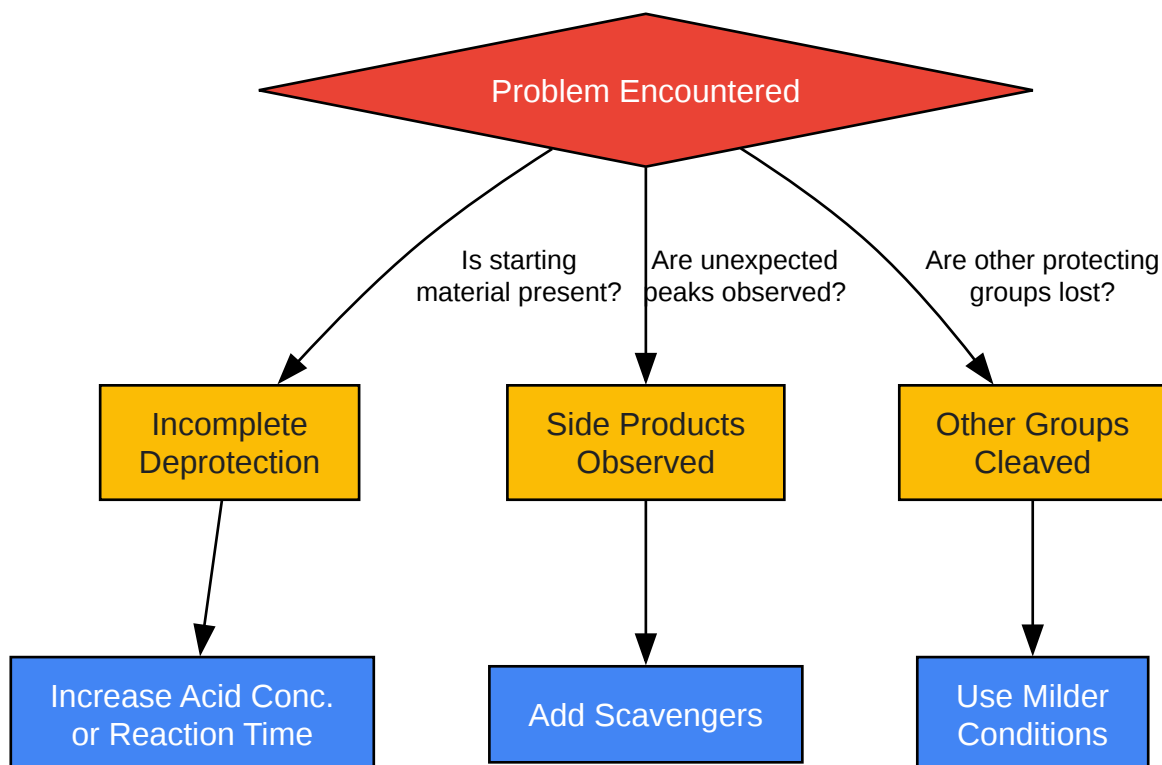 Problem Encountered
Is starting
material present?
Are unexpected
peaks observed?
Are other protecting
groups lost?
Incomplete
Deprotection
Side Products
Observed
Other Groups
Cleaved
Increase Acid Conc.
or Reaction Time
Add Scavengers
Use Milder
Conditions